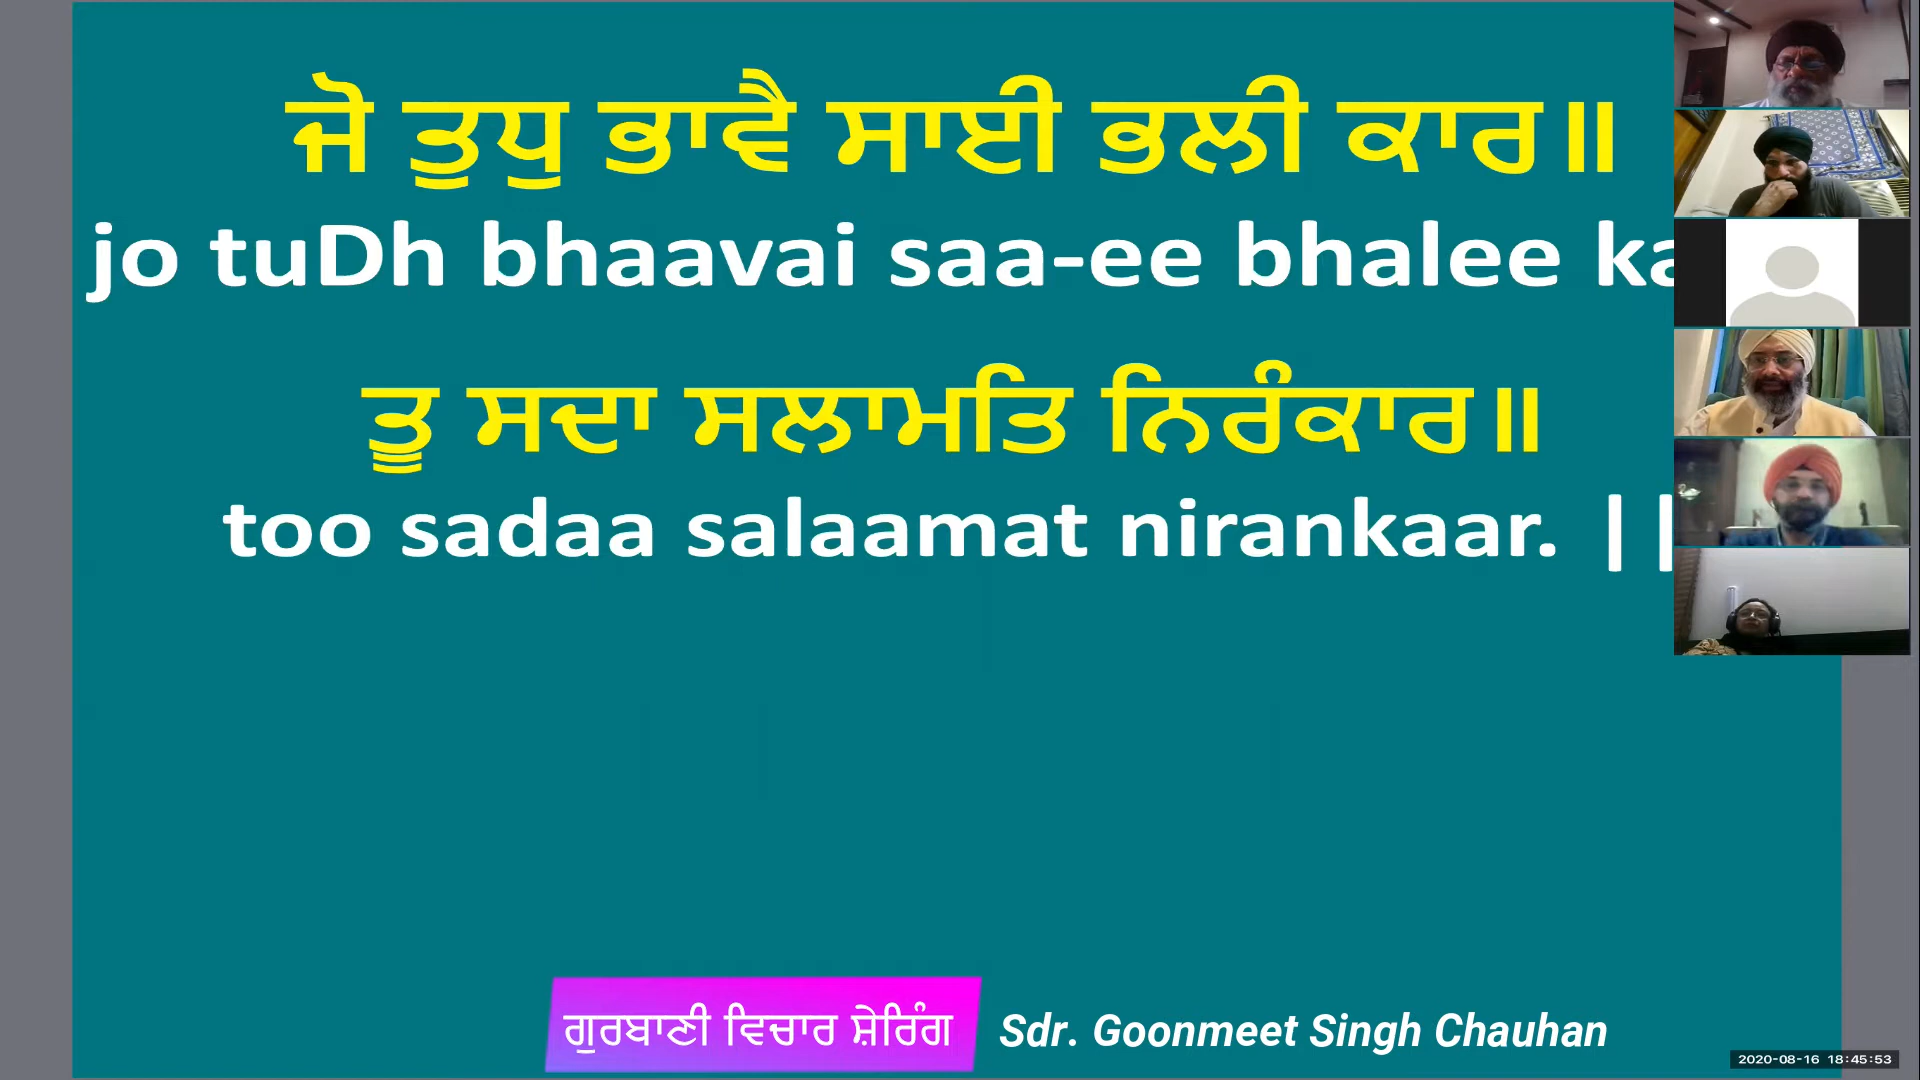 ਜੋ ਤੁਧੁ ਭਾਵੈ ਸਾਈ ਭਲੀ ਕਾਰ॥
jo tuDh bhaavai saa-ee bhalee
ਤੂ ਸਦਾ ਸਲਾਮਤਿ ਨਿਰੰਕਾਰ॥
too sadaa salaamat nirankaar. ||
ਗੁਰਬਾਣੀ ਵਿਚਾਰ ਸ਼ੇਰਿੰਗ Sdr. Goonmeet Singh Chauhan
2020-08-16 18:45:53